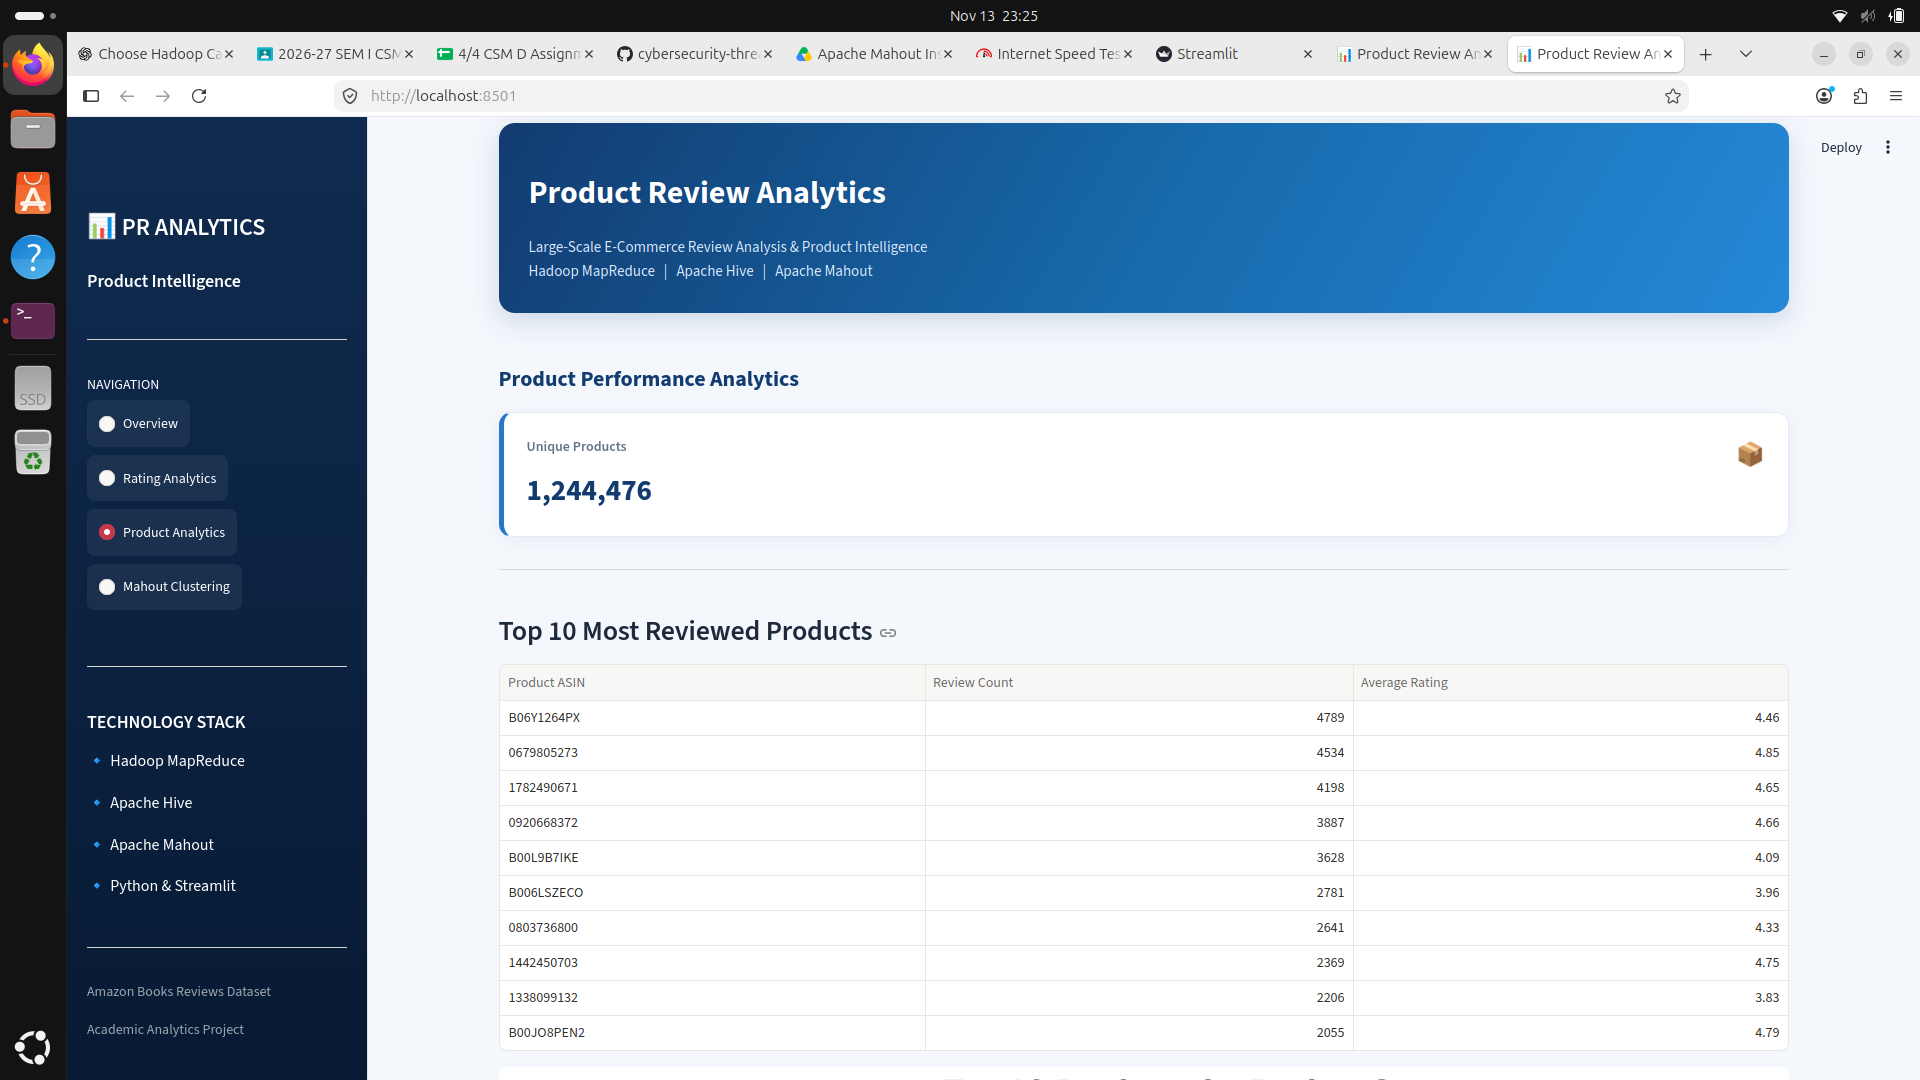 Nov 13 23:25
Choose Hadoop Ca
2026-27 SEM I CSM
4/4 CSM D Assignm
cybersecurity-thre
Apache Mahout Ins
Internet Speed Tes
Streamlit
Product Review An
Product Review An
http://localhost:8501
Deploy
📊 PR ANALYTICS
Product Intelligence
NAVIGATION
Overview
Rating Analytics
Product Analytics
Mahout Clustering
TECHNOLOGY STACK
Hadoop MapReduce
Apache Hive
Apache Mahout
Python & Streamlit
Amazon Books Reviews Dataset
Academic Analytics Project
Product Review Analytics
Large-Scale E-Commerce Review Analysis & Product Intelligence
Hadoop MapReduce | Apache Hive | Apache Mahout
Product Performance Analytics
Unique Products
1,244,476
Top 10 Most Reviewed Products
Product ASIN Review Count Average Rating
B06Y1264PX 4789 4.46
0679805273 4534 4.85
1782490671 4198 4.65
0920668372 3887 4.66
B00L9B7IKE 3628 4.09
B006LSZECO 2781 3.96
0803736800 2641 4.33
1442450703 2369 4.75
1338099132 2206 3.83
B00JO8PEN2 2055 4.79
SSD